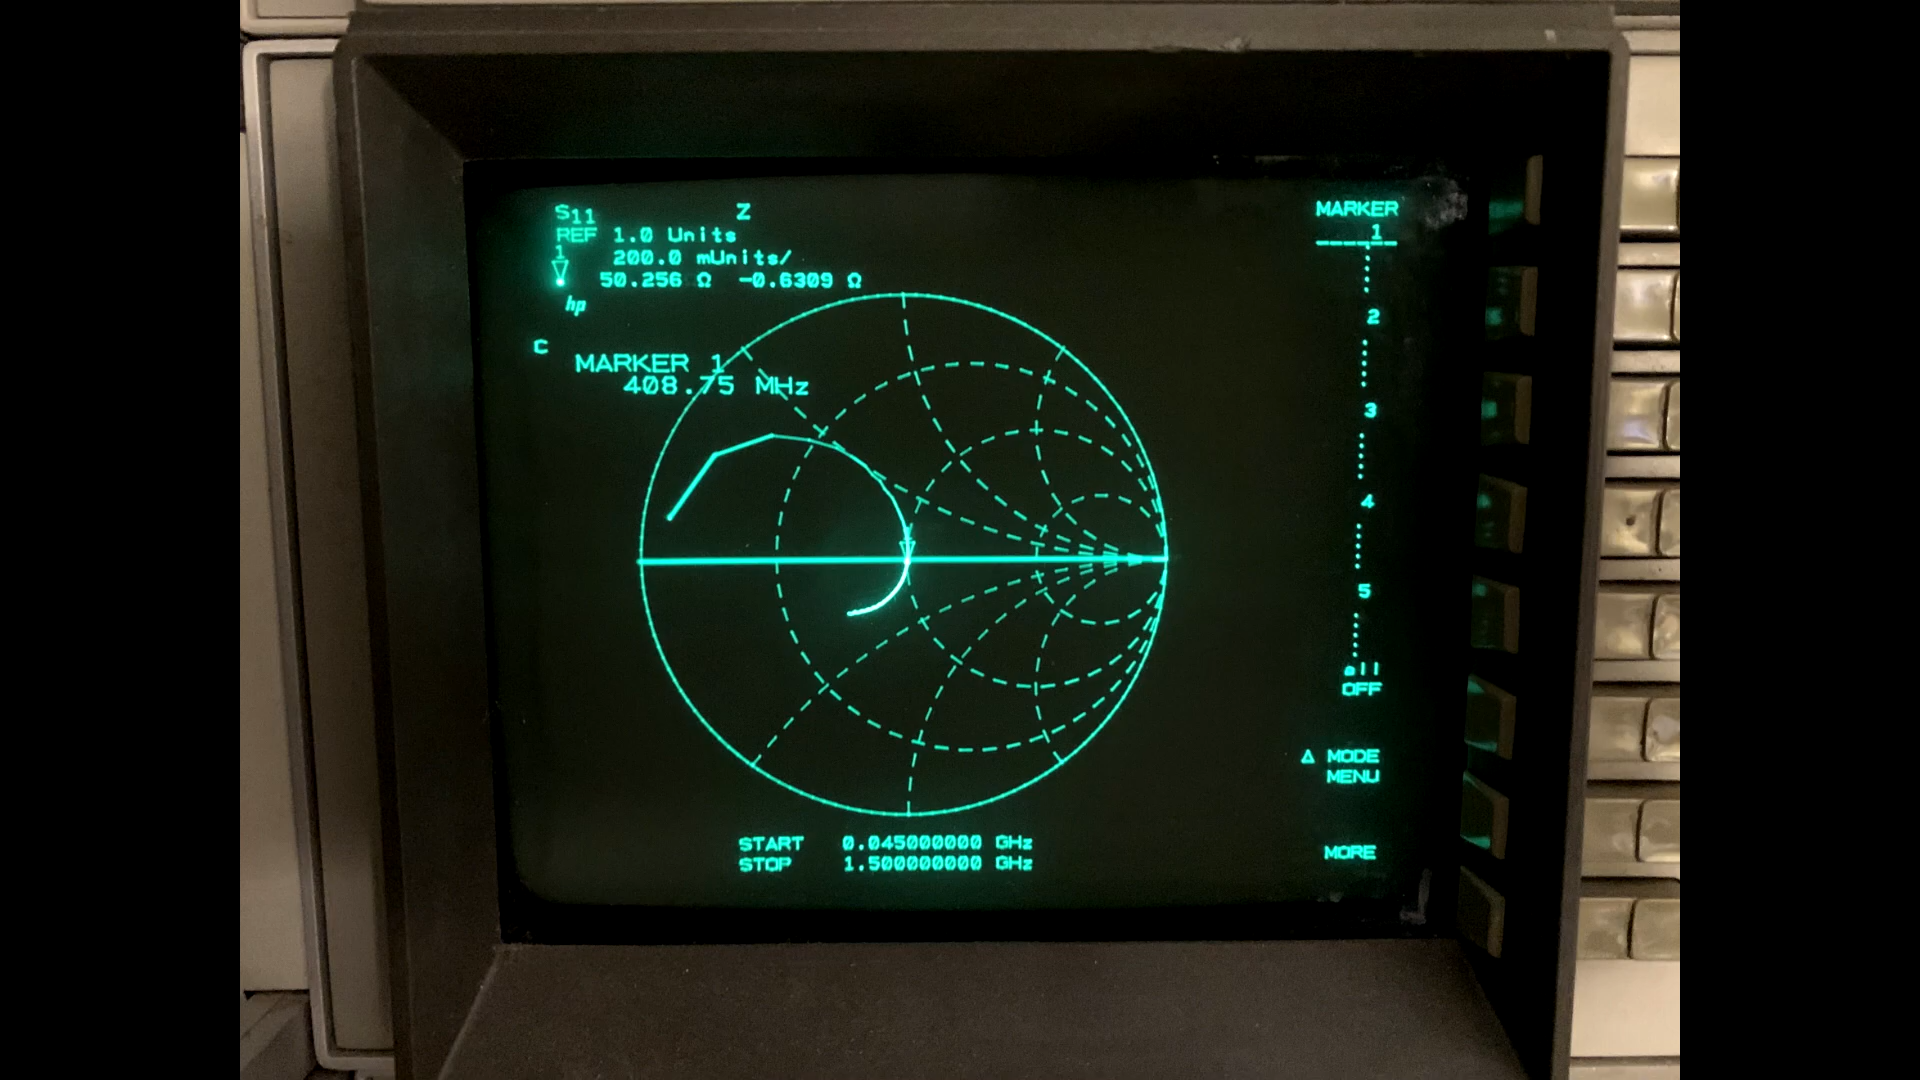 S11 Z
REF 1.0 Units
1 200.0 mUnits/
50.256 Ω -0.6309 Ω
hp
C
MARKER 1
408.75 MHz
START 0.045000000 GHz
STOP 1.500000000 GHz
MARKER
1
2
3
4
5
all
OFF
Δ MODE
MENU
MORE